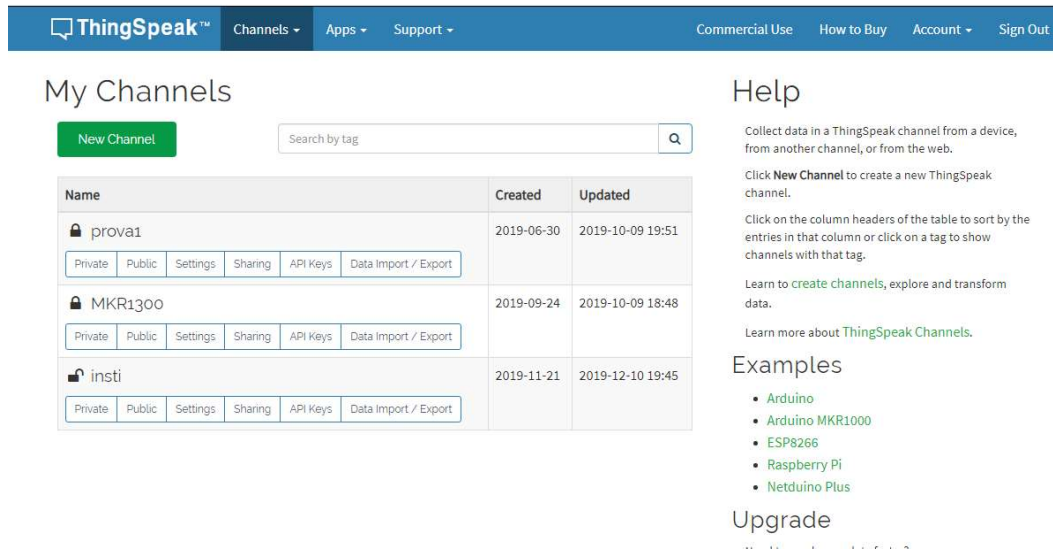 ThingSpeak™ Channels Apps Support Commercial Use How to Buy Account Sign Out
My Channels
New Channel
Search by tag
Name Created Updated
prova1 2019-06-30 2019-10-09 19:51
Private Public Settings Sharing API Keys Data Import / Export
MKR1300 2019-09-24 2019-10-09 18:48
Private Public Settings Sharing API Keys Data Import / Export
insti 2019-11-21 2019-12-10 19:45
Private Public Settings Sharing API Keys Data Import / Export
Help
Collect data in a ThingSpeak channel from a device,
from another channel, or from the web.
Click New Channel to create a new ThingSpeak
channel.
Click on the column headers of the table to sort by the
entries in that column or click on a tag to show
channels with that tag.
Learn to create channels, explore and transform
data.
Learn more about ThingSpeak Channels.
Examples
Arduino
Arduino MKR1000
ESP8266
Raspberry Pi
Netduino Plus
Upgrade